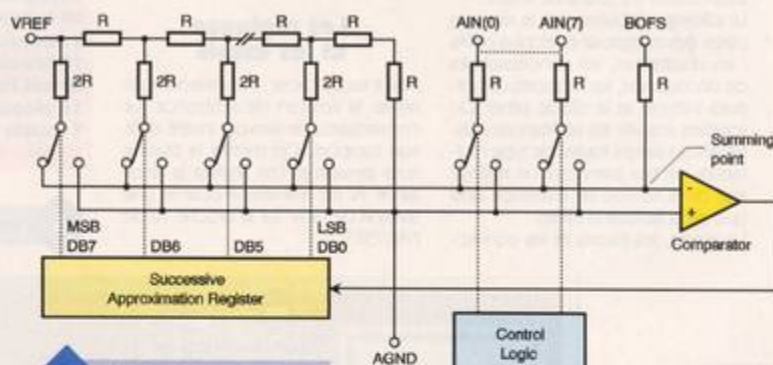 VREF R R R R AIN(0) AIN(7) BOFS
2R 2R 2R 2R R R R R
Summing
point
-
+
MSB LSB
DB7 DB6 DB5 DB0
Comparator
Successive
Approximation Register
Control
Logic
AGND